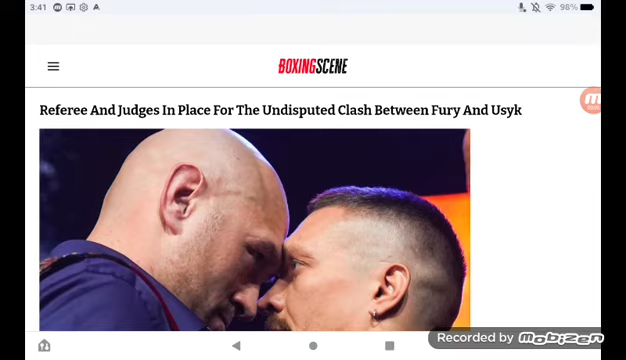 3:41
98%
BOXINGSCENE
Referee And Judges In Place For The Undisputed Clash Between Fury And Usyk
Recorded by Mobizen